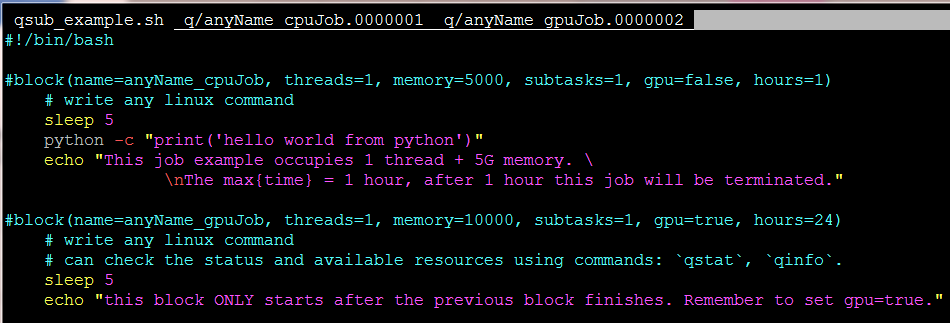 qsub_example.sh  q/anyName_cpuJob.0000001  q/anyName_gpuJob.0000002
#!/bin/bash
#block(name=anyName_cpuJob, threads=1, memory=5000, subtasks=1, gpu=false, hours=1)
# write any linux command
sleep 5
python -c "print('hello world from python')"
echo "This job example occupies 1 thread + 5G memory. \
\nThe max{time} = 1 hour, after 1 hour this job will be terminated."
#block(name=anyName_gpuJob, threads=1, memory=10000, subtasks=1, gpu=true, hours=24)
# write any linux command
# can check the status and available resources using commands: `qstat`, `qinfo`.
sleep 5
echo "this block ONLY starts after the previous block finishes. Remember to set gpu=true."